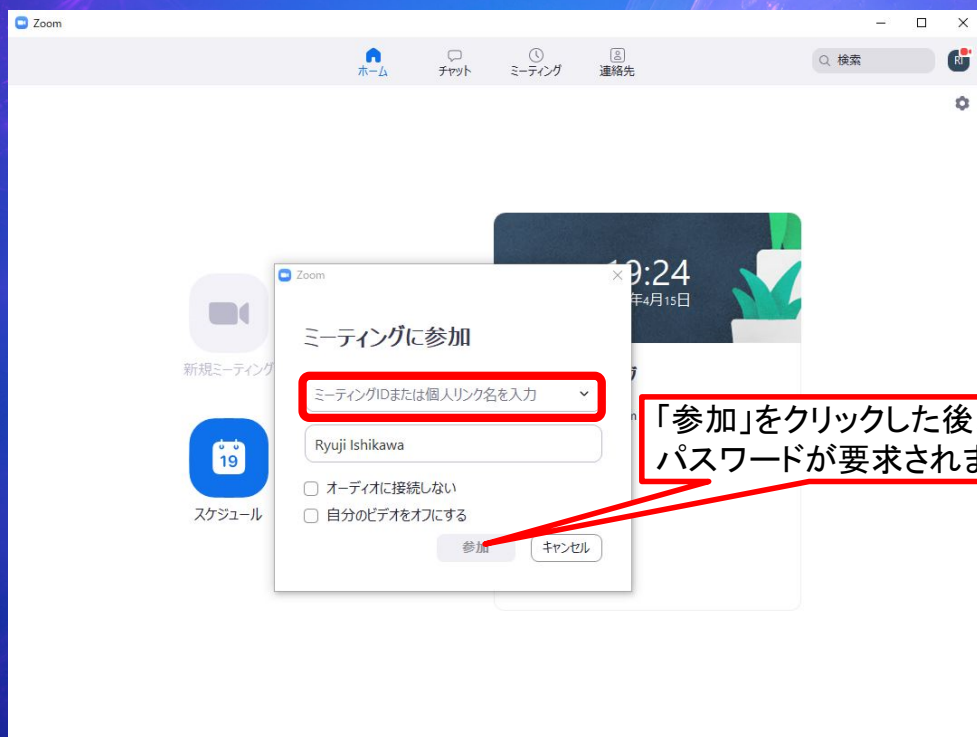 Zoom
ホーム
チャット
ミーティング
連絡先
検索
RI
9:24
年4月15日
Zoom
ミーティングに参加
新規ミーティング
ミーティングIDまたは個人リンク名を入力
Ryuji Ishikawa
「参加」をクリックした後
パスワードが要求されま
19
スケジュール
オーディオに接続しない
自分のビデオをオフにする
参加
キャンセル